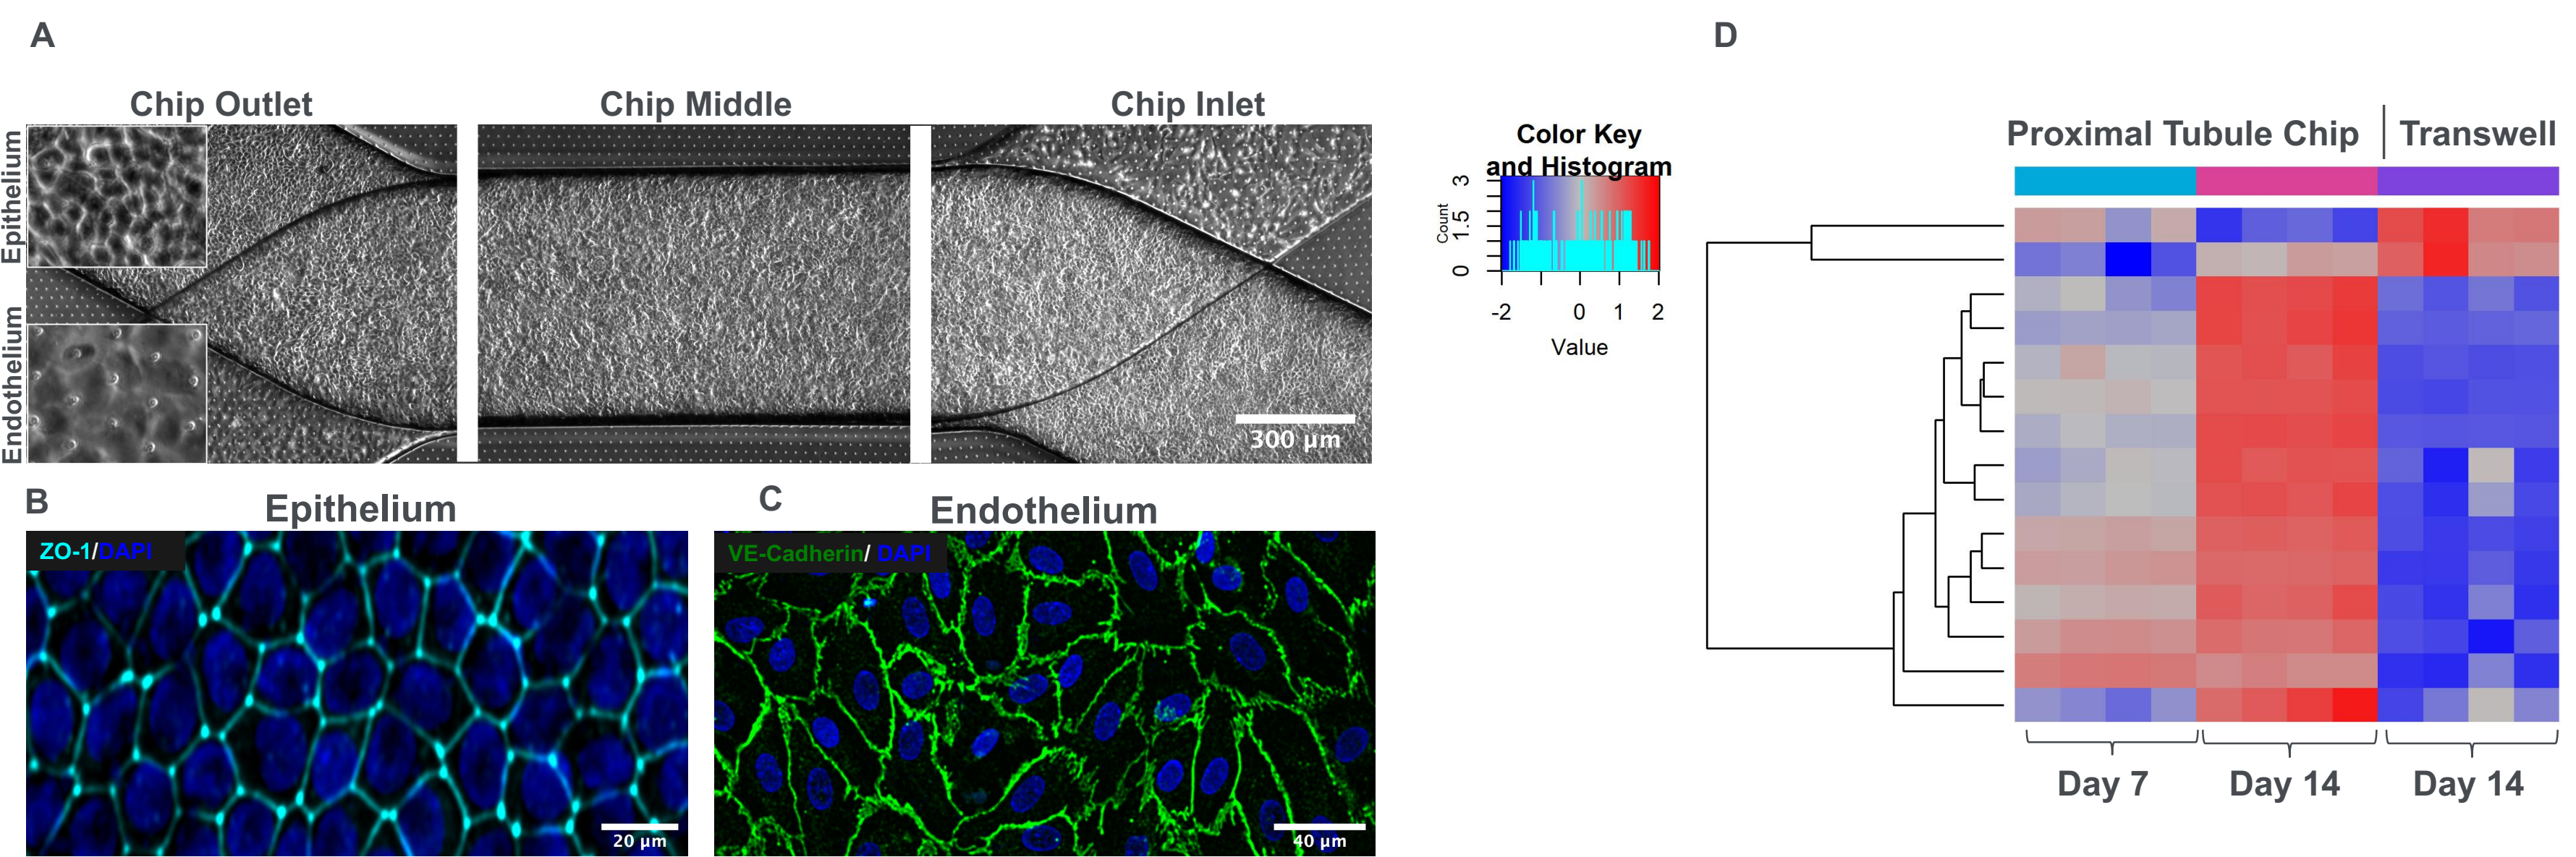 A
Chip Outlet
Chip Middle
Chip Inlet
Epithelium
Endothelium
300 µm
B
Epithelium
ZO-1/DAPI
20 µm
C
Endothelium
VE-Cadherin/ DAPI
40 µm
Color Key
and Histogram
Count
0 1.5 3
-2 0 1 2
Value
D
Proximal Tubule Chip
Transwell
Day 7
Day 14
Day 14